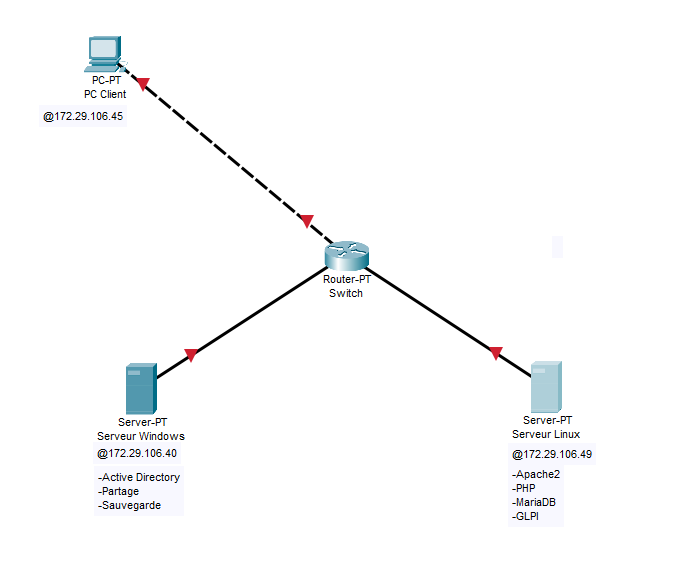 PC-PT
PC Client
@172.29.106.45
Router-PT
Switch
Server-PT
Serveur Windows
@172.29.106.40
-Active Directory
-Partage
-Sauvegarde
Server-PT
Serveur Linux
@172.29.106.49
-Apache2
-PHP
-MariaDB
-GLPI